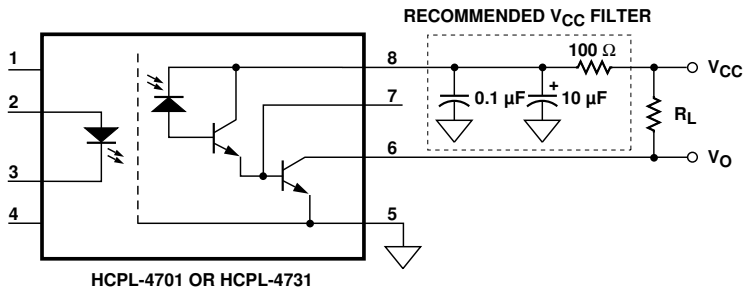 RECOMMENDED VCC FILTER
1
2
3
4
8
7
6
5
0.1 µF
+
10 µF
100 Ω
VCC
RL
VO
HCPL-4701 OR HCPL-4731